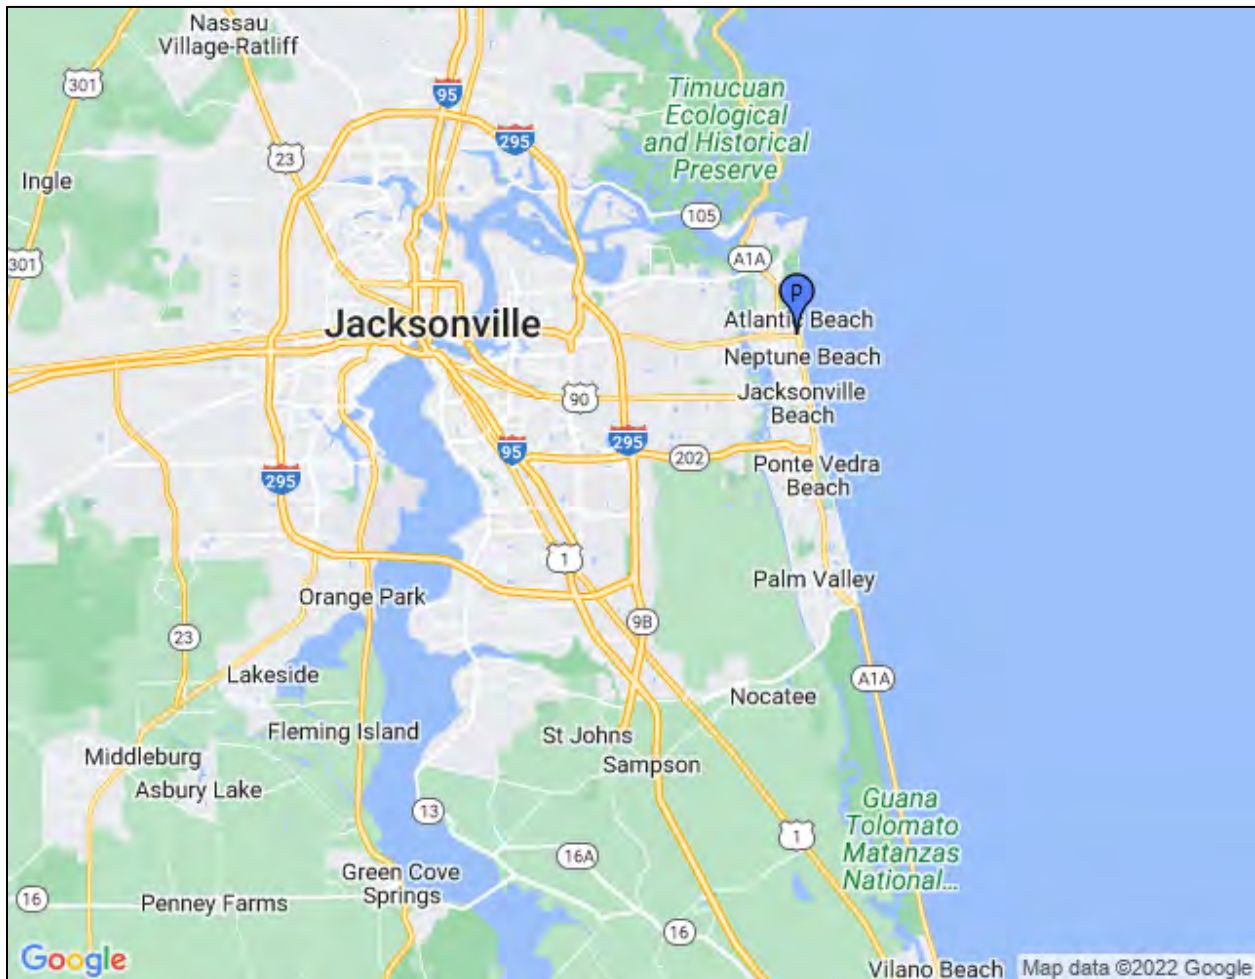 Nassau
Village-Ratliff
301
95
Timucuan
Ecological
and Historical
Preserve
295
23
Ingle
105
301
A1A
P
Jacksonville
Atlantic Beach
Neptune Beach
90
Jacksonville
Beach
295
95
202
295
Ponte Vedra
Beach
1
Palm Valley
Orange Park
9B
23
Lakeside
A1A
Nocatee
Fleming Island
St Johns
Middleburg
Sampson
Asbury Lake
Guana
Tolomato
Matanzas
National...
13
1
16A
Green Cove
Springs
16
Penney Farms
16
Google
Vilano Beach
Map data ©2022 Google